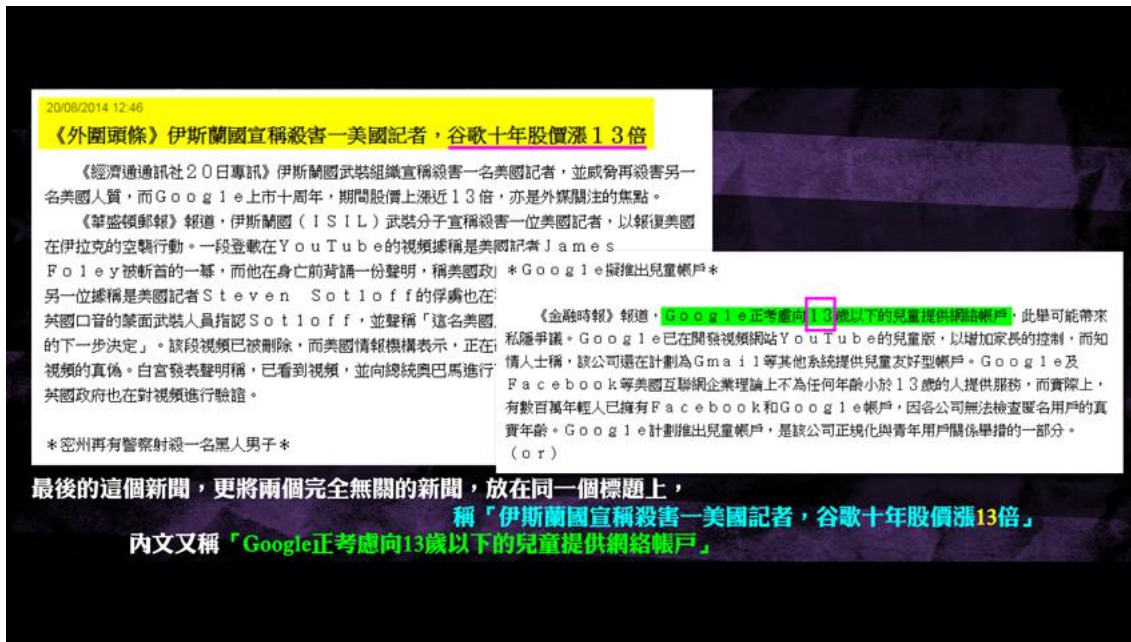 20/08/2014 12:46
《外圍頭條》伊斯蘭國宣稱殺害一美國記者，谷歌十年股價漲１３倍
《經濟通通訊社２０日專訊》伊斯蘭國武裝組織宣稱殺害一名美國記者，並威脅再殺害另一
名美國人質，而Ｇｏｏｇｌｅ上市十周年，期間股價上漲近１３倍，亦是外媒關注的焦點。
《華盛頓郵報》報道，伊斯蘭國（ＩＳＩＬ）武裝分子宣稱殺害一位美國記者，以報復美國
在伊拉克的空襲行動。一段登載在ＹｏｕＴｕｂｅ的視頻據稱是美國記者Ｊａｍｅｓ
Ｆｏｌｅｙ被斬首的一幕，而他在身亡前背誦一份聲明，稱美國政
另一位據稱是美國記者Ｓｔｅｖｅｎ　Ｓｏｔｌｏｆｆ的俘虜也在
英國口音的蒙面武裝人員指認Ｓｏｔｌｏｆｆ，並聲稱「這名美國
的下一步決定」。該段視頻已被刪除，而美國情報機構表示，正在
視頻的真偽。白宮發表聲明稱，已看到視頻，並向總統奧巴馬進行
英國政府也在對視頻進行驗證。
＊密州再有警察射殺一名黑人男子＊
＊Ｇｏｏｇｌｅ擬推出兒童帳戶＊
《金融時報》報道，Ｇｏｏｇｌｅ正考慮向１３歲以下的兒童提供網絡帳戶，此舉可能帶來
私隱爭議。Ｇｏｏｇｌｅ已在開發視頻網站ＹｏｕＴｕｂｅ的兒童版，以增加家長的控制，而知
情人士稱，該公司還在計劃為Ｇｍａｉｌ等其他系統提供兒童友好型帳戶。Ｇｏｏｇｌｅ及
Ｆａｃｅｂｏｏｋ等美國互聯網企業理論上不為任何年齡小於１３歲的人提供服務，而實際上，
有數百萬年輕人已擁有Ｆａｃｅｂｏｏｋ和Ｇｏｏｇｌｅ帳戶，因各公司無法檢查匿名用戶的真
實年齡。Ｇｏｏｇｌｅ計劃推出兒童帳戶，是該公司正規化與青年用戶關係舉措的一部分。
（ｏｒ）
最後的這個新聞，更將兩個完全無關的新聞，放在同一個標題上，
稱「伊斯蘭國宣稱殺害一美國記者，谷歌十年股價漲13倍」
內文又稱「Google正考慮向13歲以下的兒童提供網絡帳戶」